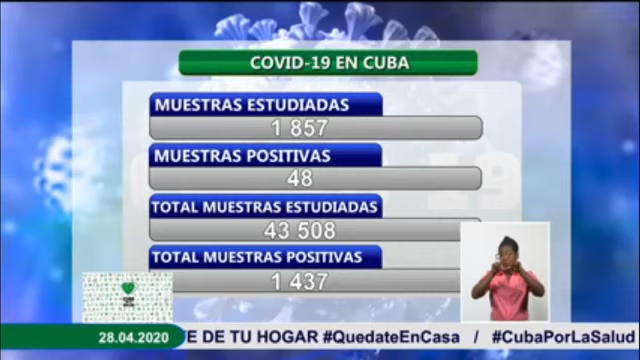 COVID-19 EN CUBA
MUESTRAS ESTUDIADAS
1 857
MUESTRAS POSITIVAS
48
TOTAL MUESTRAS ESTUDIADAS
43 508
TOTAL MUESTRAS POSITIVAS
1 437
28.04.2020 VE DE TU HOGAR #QuedateEnCasa / #CubaPorLaSalud